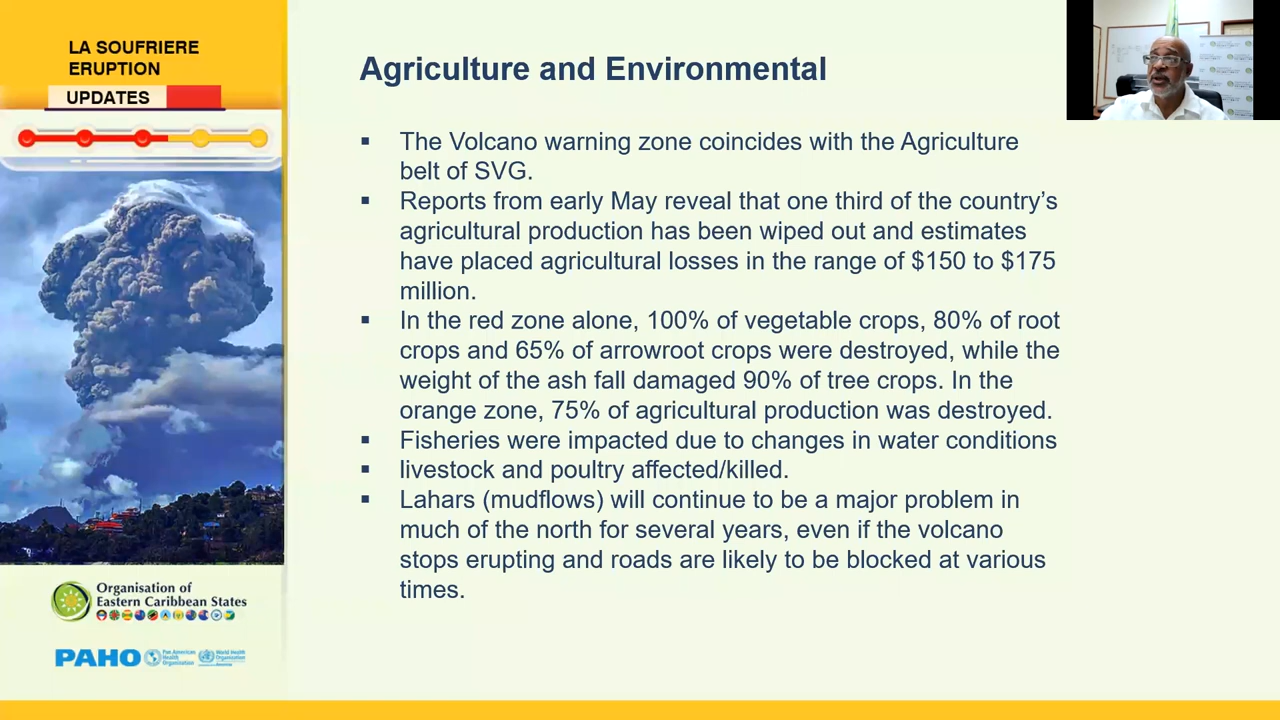 LA SOUFRIERE
ERUPTION
UPDATES
Agriculture and Environmental
▪ The Volcano warning zone coincides with the Agriculture
belt of SVG.
▪ Reports from early May reveal that one third of the country’s
agricultural production has been wiped out and estimates
have placed agricultural losses in the range of $150 to $175
million.
▪ In the red zone alone, 100% of vegetable crops, 80% of root
crops and 65% of arrowroot crops were destroyed, while the
weight of the ash fall damaged 90% of tree crops. In the
orange zone, 75% of agricultural production was destroyed.
▪ Fisheries were impacted due to changes in water conditions
▪ livestock and poultry affected/killed.
▪ Lahars (mudflows) will continue to be a major problem in
much of the north for several years, even if the volcano
stops erupting and roads are likely to be blocked at various
times.
Organisation of
Eastern Caribbean States
PAHO
Pan American
Health
Organization
World Health
Organization